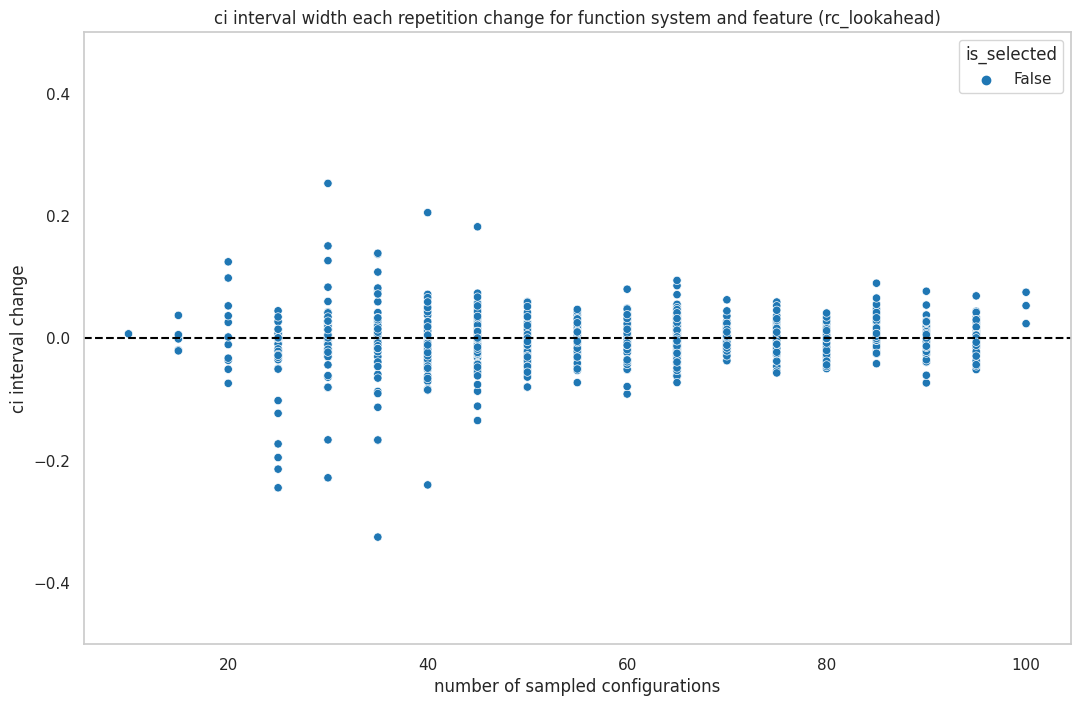 ci interval width each repetition change for function system and feature (rc_lookahead)
is_selected
False
0.4
0.2
0.0
−0.2
−0.4
ci interval change
20 40 60 80 100
number of sampled configurations